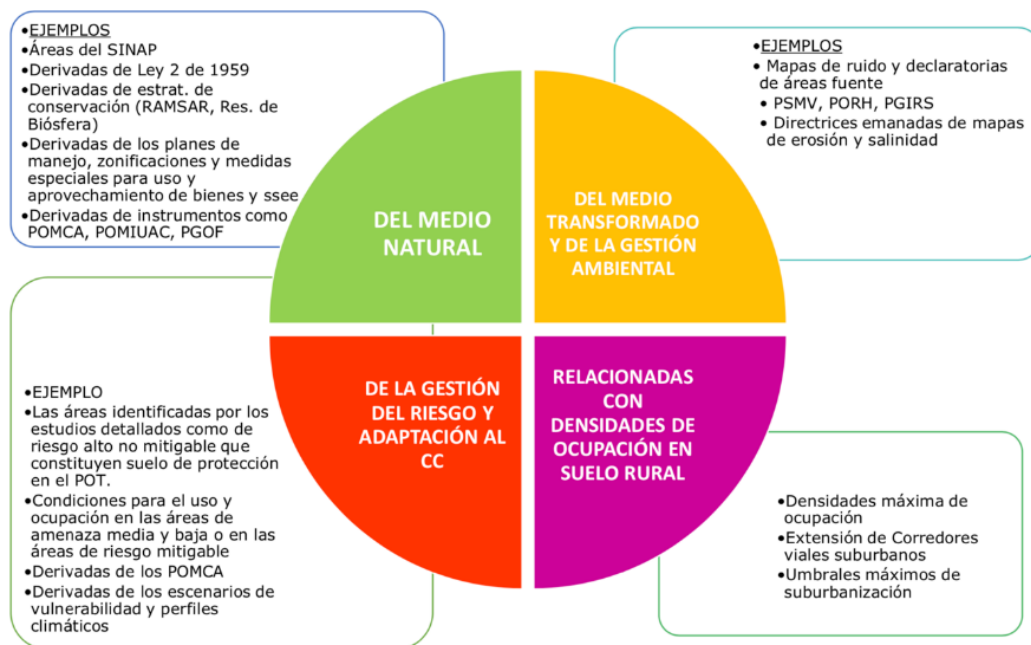 •EJEMPLOS
•Áreas del SINAP
•Derivadas de Ley 2 de 1959
•Derivadas de estrat. de
conservación (RAMSAR, Res. de
Biósfera)
•Derivadas de los planes de
manejo, zonificaciones y medidas
especiales para uso y
aprovechamiento de bienes y ssee
•Derivadas de instrumentos como
POMCA, POMIUAC, PGOF
•EJEMPLOS
• Mapas de ruido y declaratorias
de áreas fuente
• PSMV, PORH, PGIRS
• Directrices emanadas de mapas
de erosión y salinidad
DEL MEDIO
NATURAL
DEL MEDIO
TRANSFORMADO
Y DE LA GESTIÓN
AMBIENTAL
DE LA GESTIÓN
DEL RIESGO Y
ADAPTACIÓN AL
CC
RELACIONADAS
CON
DENSIDADES DE
OCUPACIÓN EN
SUELO RURAL
•EJEMPLO
•Las áreas identificadas por los
estudios detallados como de
riesgo alto no mitigable que
constituyen suelo de protección
en el POT.
•Condiciones para el uso y
ocupación en las áreas de
amenaza media y baja o en las
áreas de riesgo mitigable
•Derivadas de los POMCA
•Derivadas de los escenarios de
vulnerabilidad y perfiles
climáticos
•Densidades máxima de
ocupación
•Extensión de Corredores
viales suburbanos
•Umbrales máximos de
suburbanización